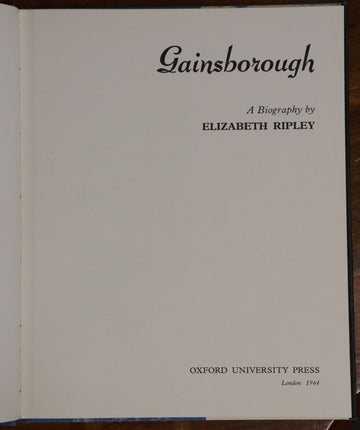 Gainsborough
A Biography by
ELIZABETH RIPLEY
OXFORD UNIVERSITY PRESS
London 1964